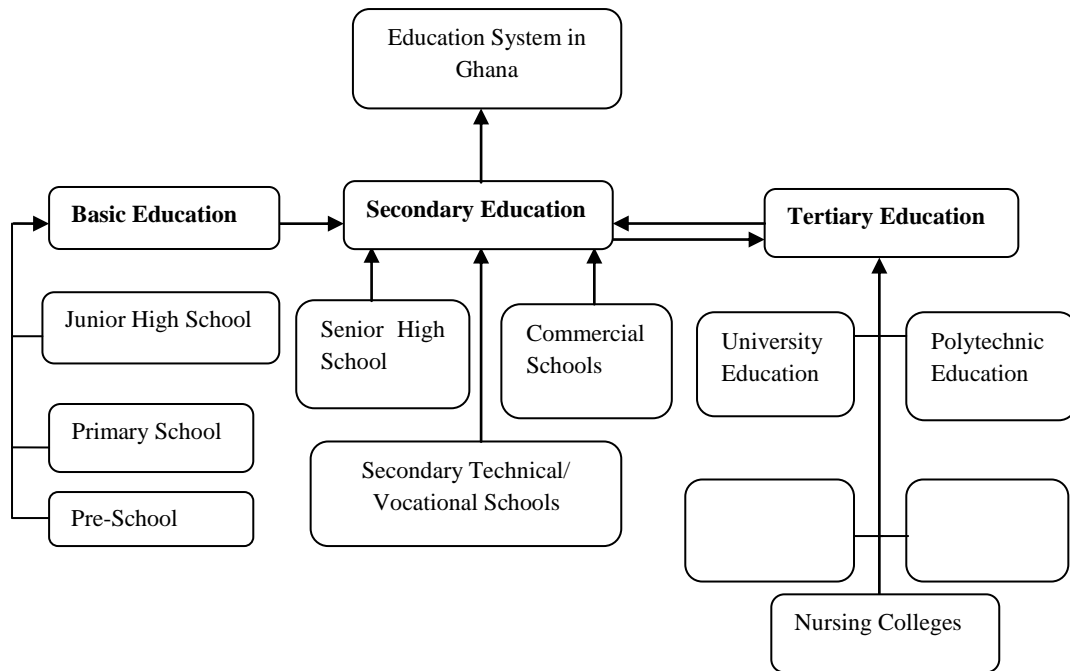 Education System in
Ghana
Basic Education
Secondary Education
Tertiary Education
Junior High School
Primary School
Pre-School
Senior High
School
Commercial
Schools
Secondary Technical/
Vocational Schools
University
Education
Polytechnic
Education
Nursing Colleges